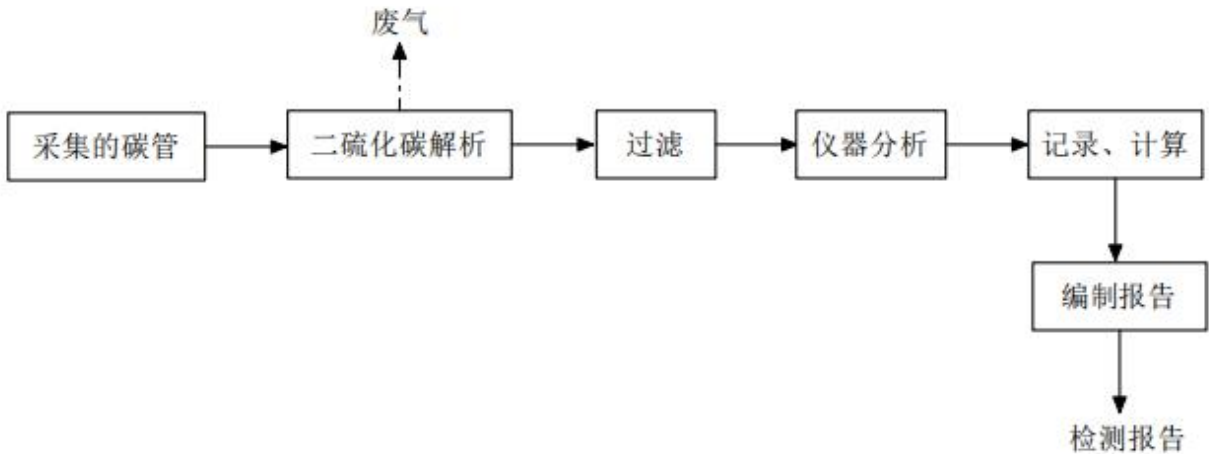 废气
采集的碳管
二硫化碳解析
过滤
仪器分析
记录、计算
编制报告
检测报告